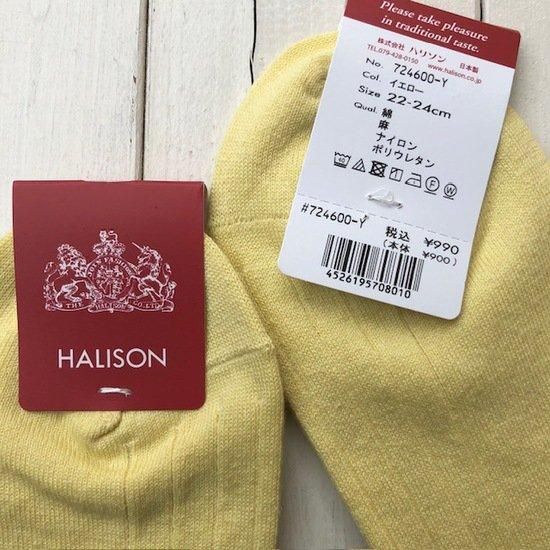 HALISON
Please take pleasure
in traditional taste.
株式会社 ハリソン 日本製
TEL.079-428-0150 www.halison.co.jp
No. 724600-Y
Col. イエロー
Size 22-24cm
Qual. 綿
麻
ナイロン
ポリウレタン
40
F
W
#724600-Y
税込 ¥990
(本体 ¥900)
4526195708010